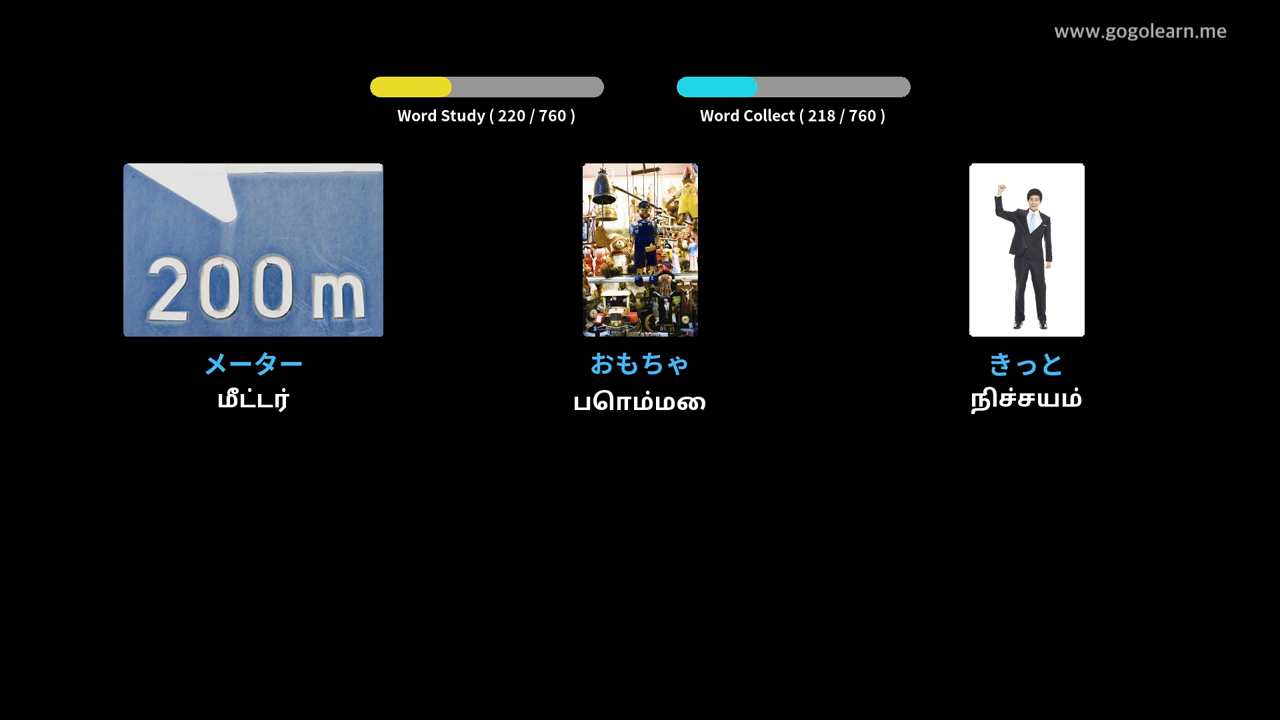 www.gogolearn.me
Word Study ( 220 / 760 )
Word Collect ( 218 / 760 )
200m
メーター
おもちゃ
きっと
மீட்டர்
பொம்மை
நிச்சயம்